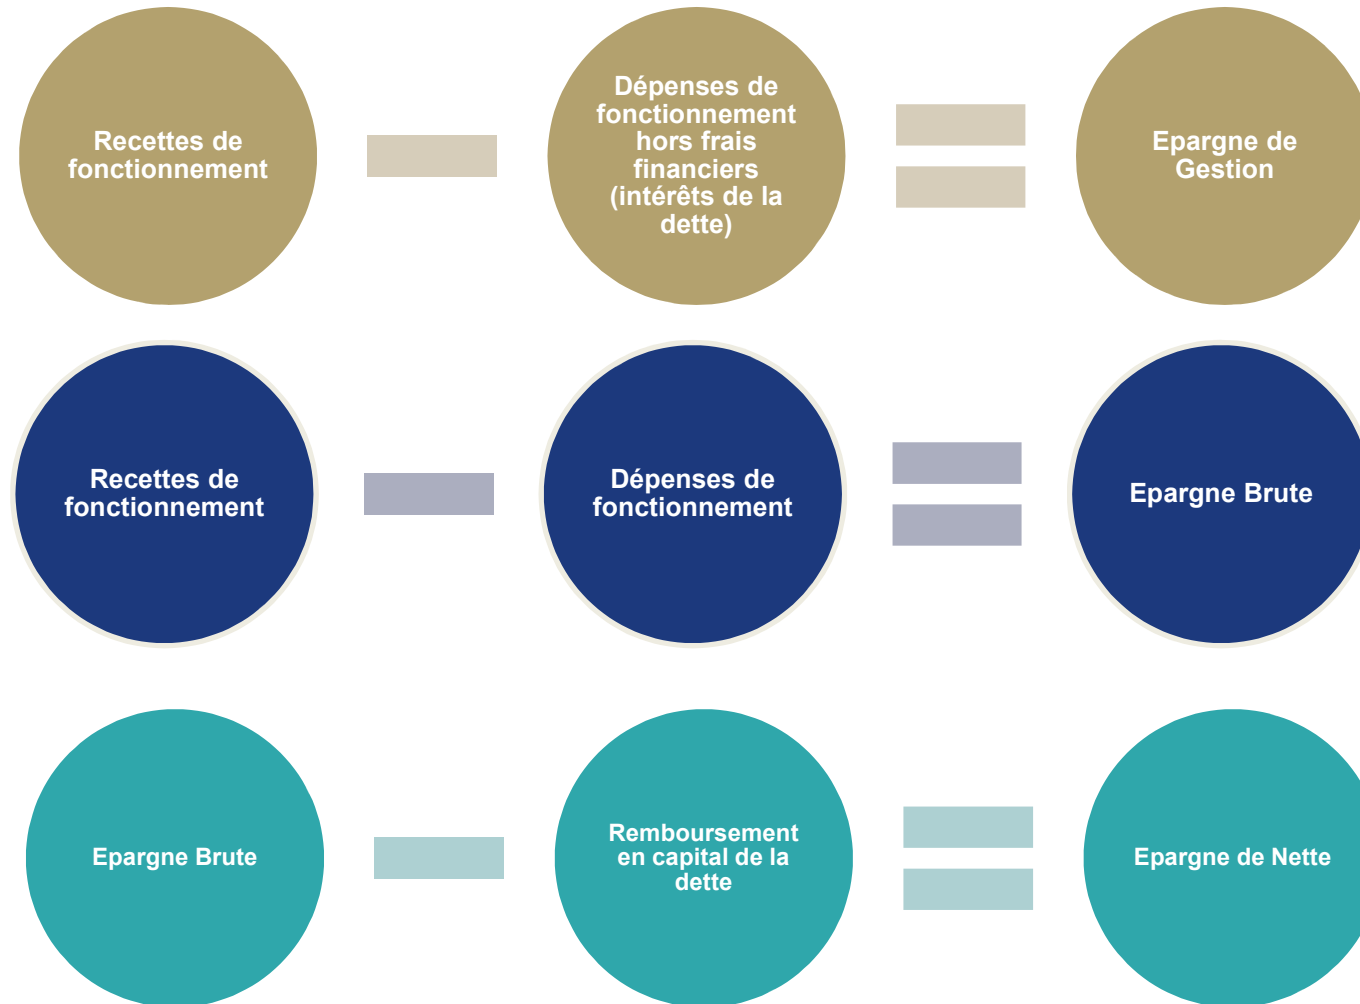 Recettes de
fonctionnement
Dépenses de
fonctionnement
hors frais
financiers
(intérêts de la
dette)
Epargne de
Gestion
Recettes de
fonctionnement
Dépenses de
fonctionnement
Epargne Brute
Epargne Brute
Remboursement
en capital de la
dette
Epargne de Nette